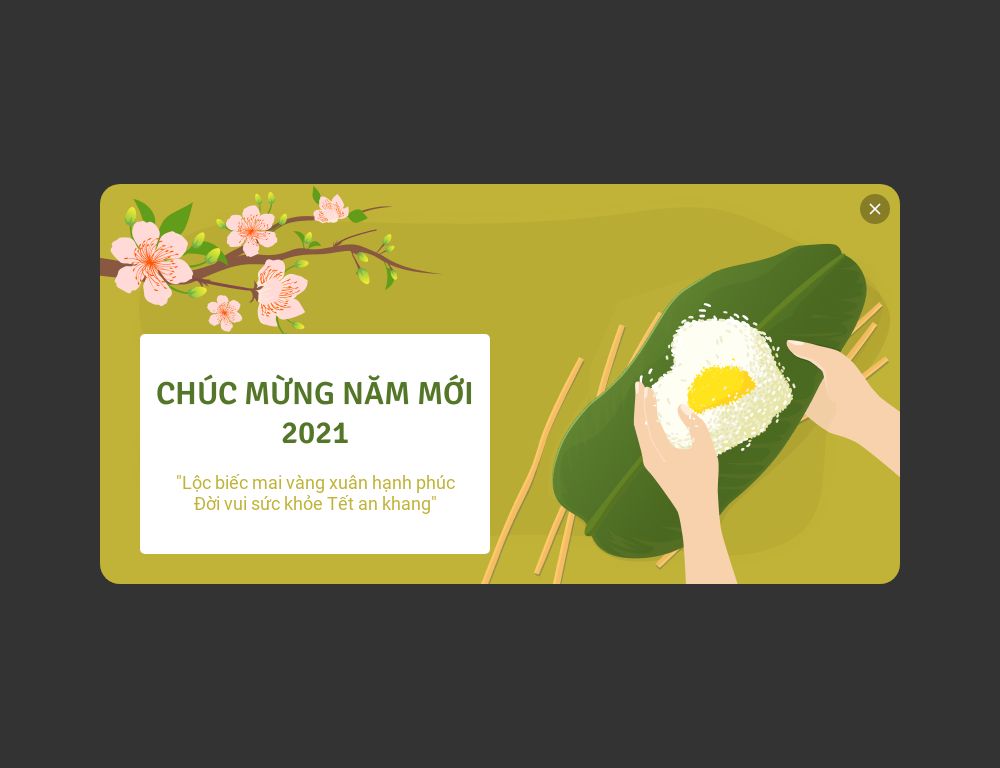 CHÚC MỪNG NĂM MỚI
2021
"Lộc biếc mai vàng xuân hạnh phúc
Đời vui sức khỏe Tết an khang"